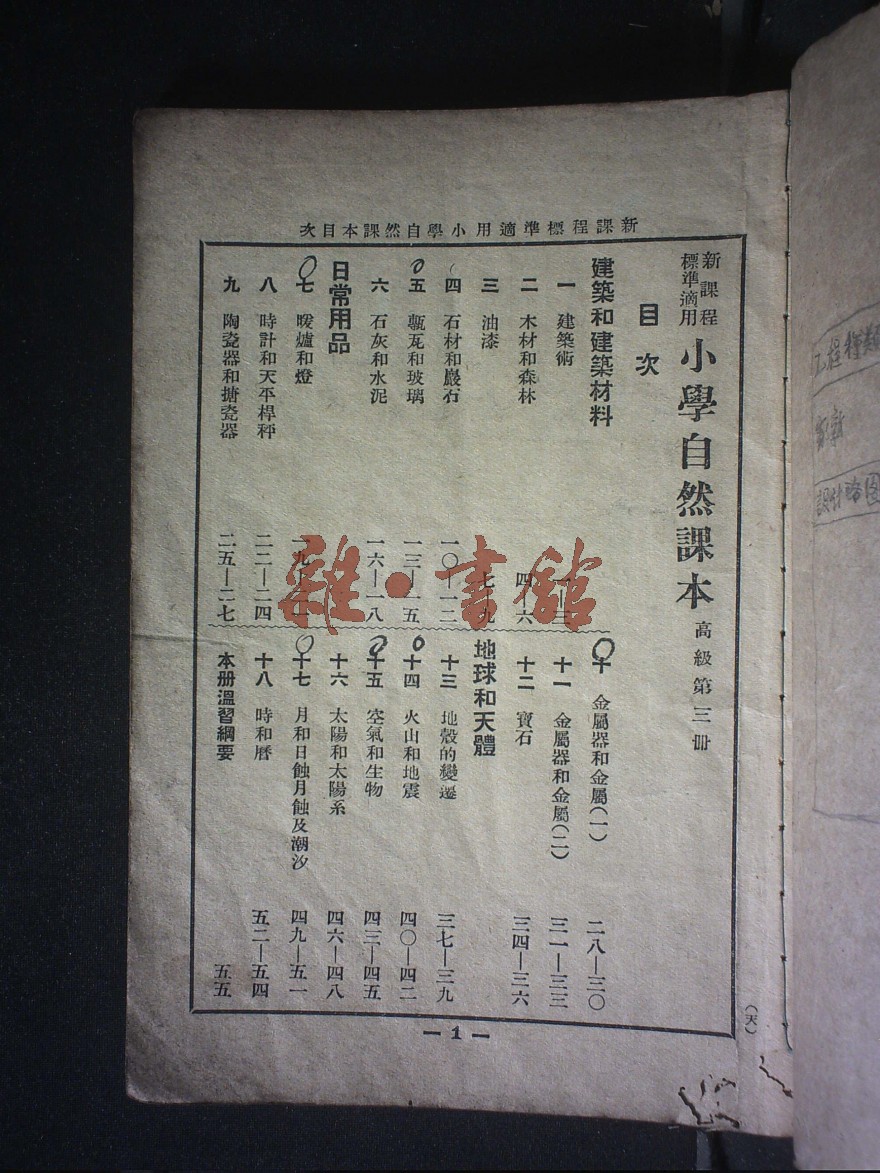 新課程標準適用小學自然課本目次
新課程標準適用 小學自然課本 高級第三册
目次
建築和建築材料
一 建築術 一—三
二 木材和森林 四—六
三 油漆 七—九
四 石材和巖石 一〇—一二
五 甎瓦和玻璃 一三—一五
六 石灰和水泥 一六—一八
日常用品
七 暖爐和燈 一九—二一
八 時計和天平桿秤 二二—二四
九 陶瓷器和搪瓷器 二五—二七
十 金屬器和金屬(一) 二八—三〇
十一 金屬器和金屬(二) 三一—三三
十二 寶石 三四—三六
地球和天體
十三 地殼的變遷 三七—三九
十四 火山和地震 四〇—四二
十五 空氣和生物 四三—四五
十六 太陽和太陽系 四六—四八
十七 月和日蝕月蝕及潮汐 四九—五一
十八 時和曆 五二—五四
本册溫習綱要 五五
(天)
— 1 —
雜·書館